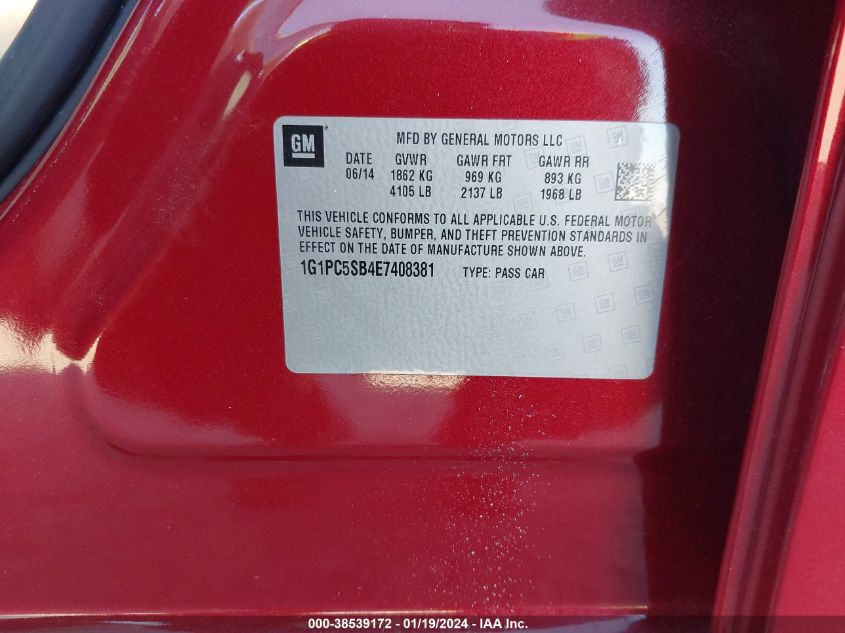 GM
MFD BY GENERAL MOTORS LLC
DATE GVWR GAWR FRT GAWR RR
06/14 1862 KG 969 KG 893 KG
4105 LB 2137 LB 1968 LB
THIS VEHICLE CONFORMS TO ALL APPLICABLE U.S. FEDERAL MOTOR
VEHICLE SAFETY, BUMPER, AND THEFT PREVENTION STANDARDS IN
EFFECT ON THE DATE OF MANUFACTURE SHOWN ABOVE.
1G1PC5SB4E7408381 TYPE: PASS CAR
000-38539172 — 01/19/2024 — IAA Inc.